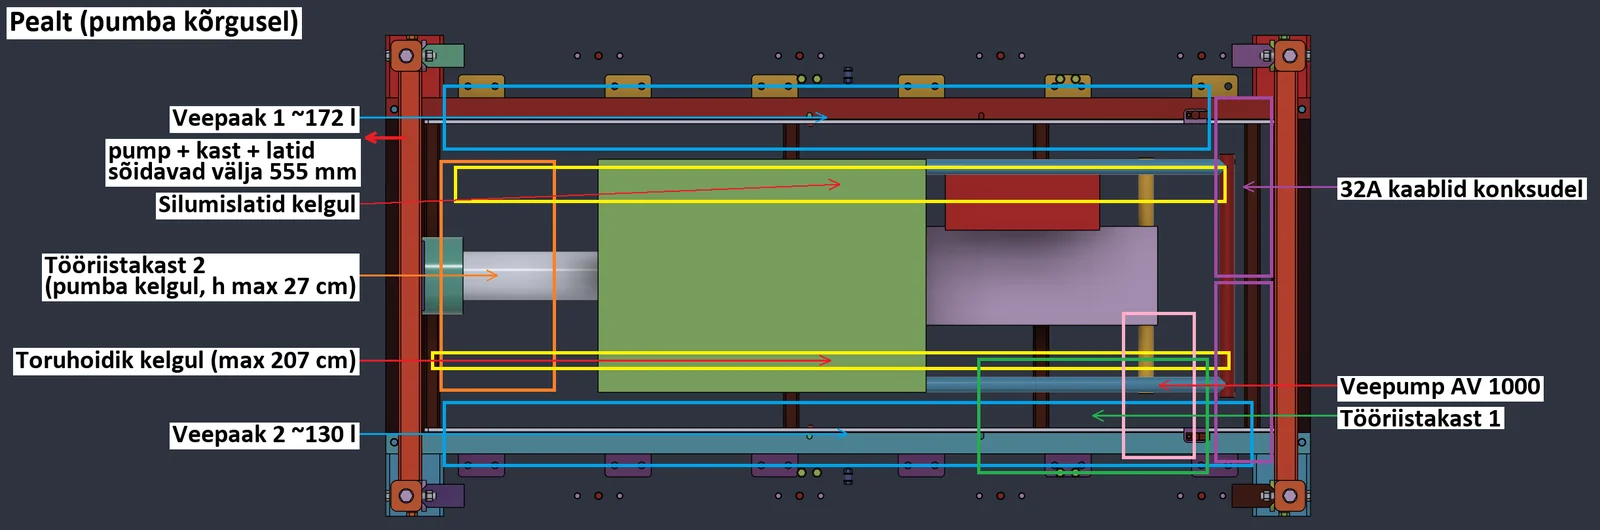 Pealt (pumba kõrgusel)
Veepaak 1 ~172 l
pump + kast + latid
sõidavad välja 555 mm
Silumislatid kelgul
32A kaablid konksudel
Tööriistakast 2
(pumba kelgul, h max 27 cm)
Toruhoidik kelgul (max 207 cm)
Veepump AV 1000
Tööriistakast 1
Veepaak 2 ~130 l